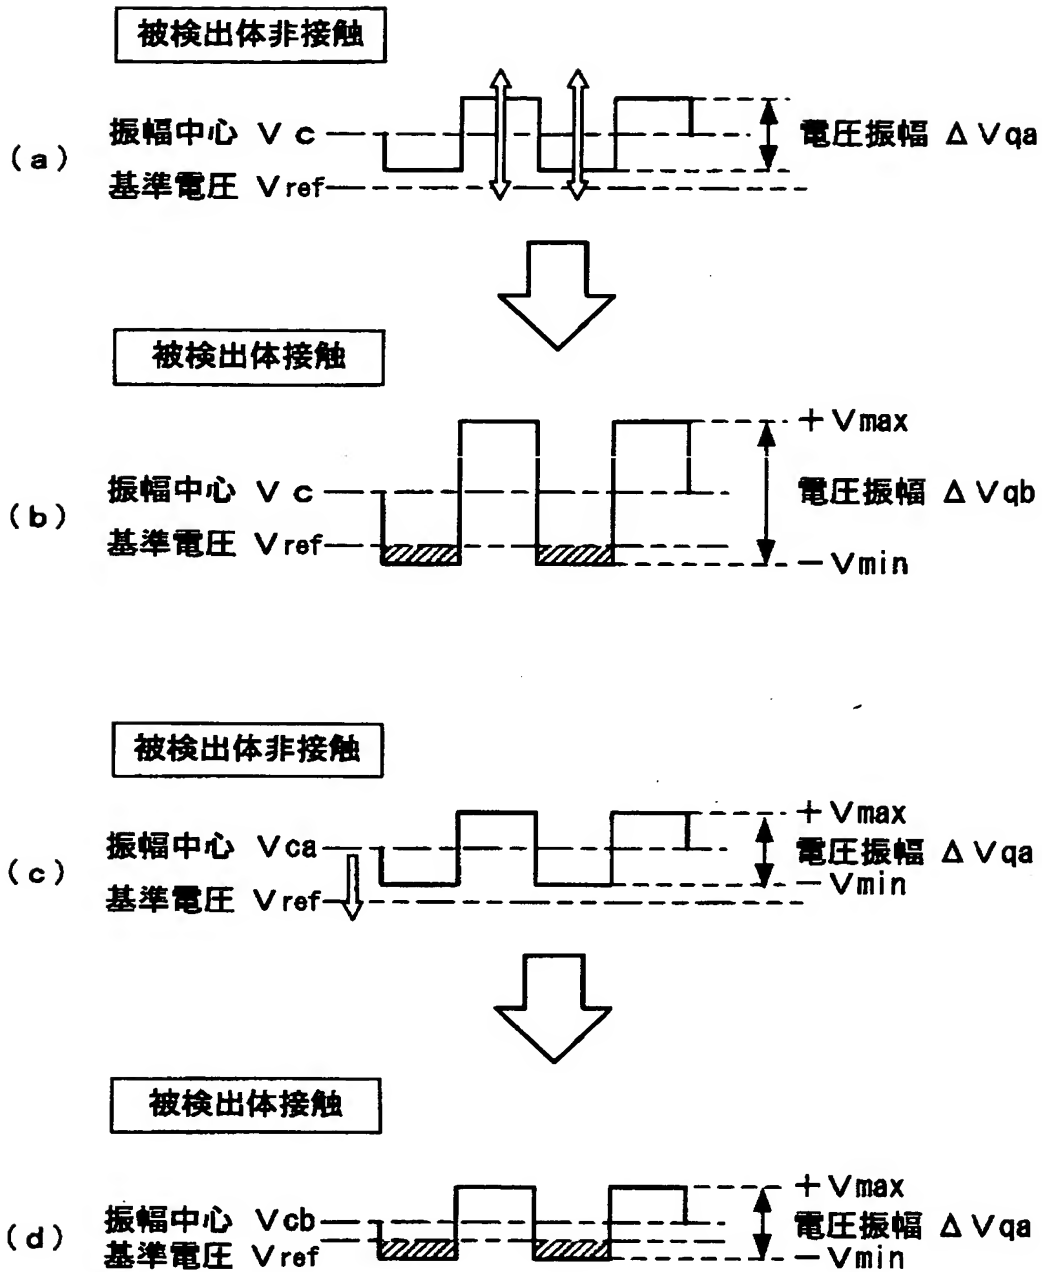 被検出体非接触
振幅中心 Vc
電圧振幅 ΔVqa
(a)
基準電圧 Vref
被検出体接触
+Vmax
振幅中心 Vc
電圧振幅 ΔVqb
(b)
基準電圧 Vref
−Vmin
被検出体非接触
+Vmax
振幅中心 Vca
電圧振幅 ΔVqa
(c)
−Vmin
基準電圧 Vref
被検出体接触
+Vmax
振幅中心 Vcb
電圧振幅 ΔVqa
(d)
基準電圧 Vref
−Vmin